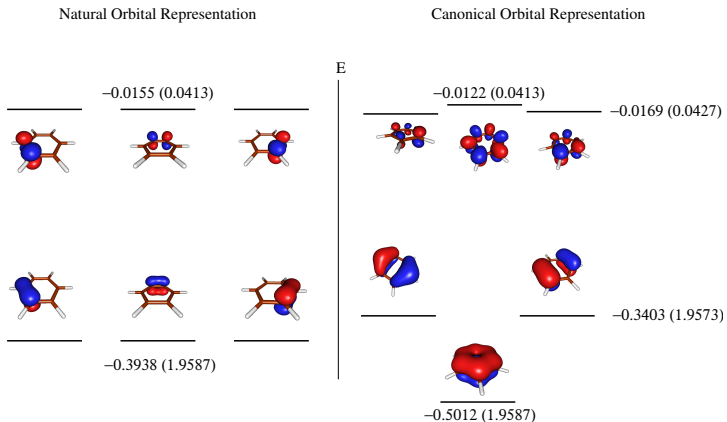 Natural Orbital Representation
Canonical Orbital Representation
E
−0.0155 (0.0413)
−0.0122 (0.0413)
−0.0169 (0.0427)
−0.3403 (1.9573)
−0.3938 (1.9587)
−0.5012 (1.9587)